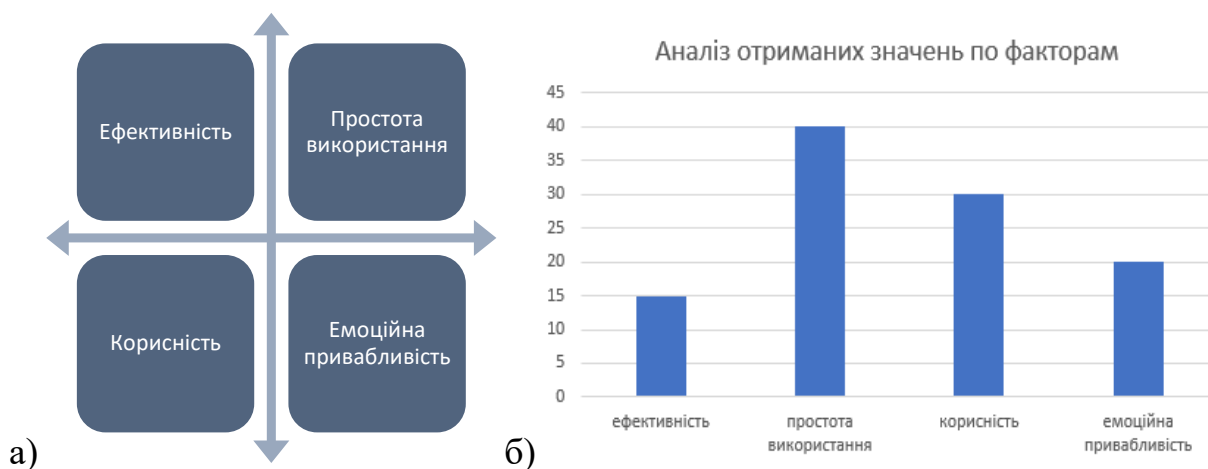 Ефективність
Простота
використання
Корисність
Емоційна
привабливість
а)
Аналіз отриманих значень по факторам
45
40
35
30
25
20
15
10
5
0
ефективність
простота
використання
корисність
емоційна
привабливість
б)